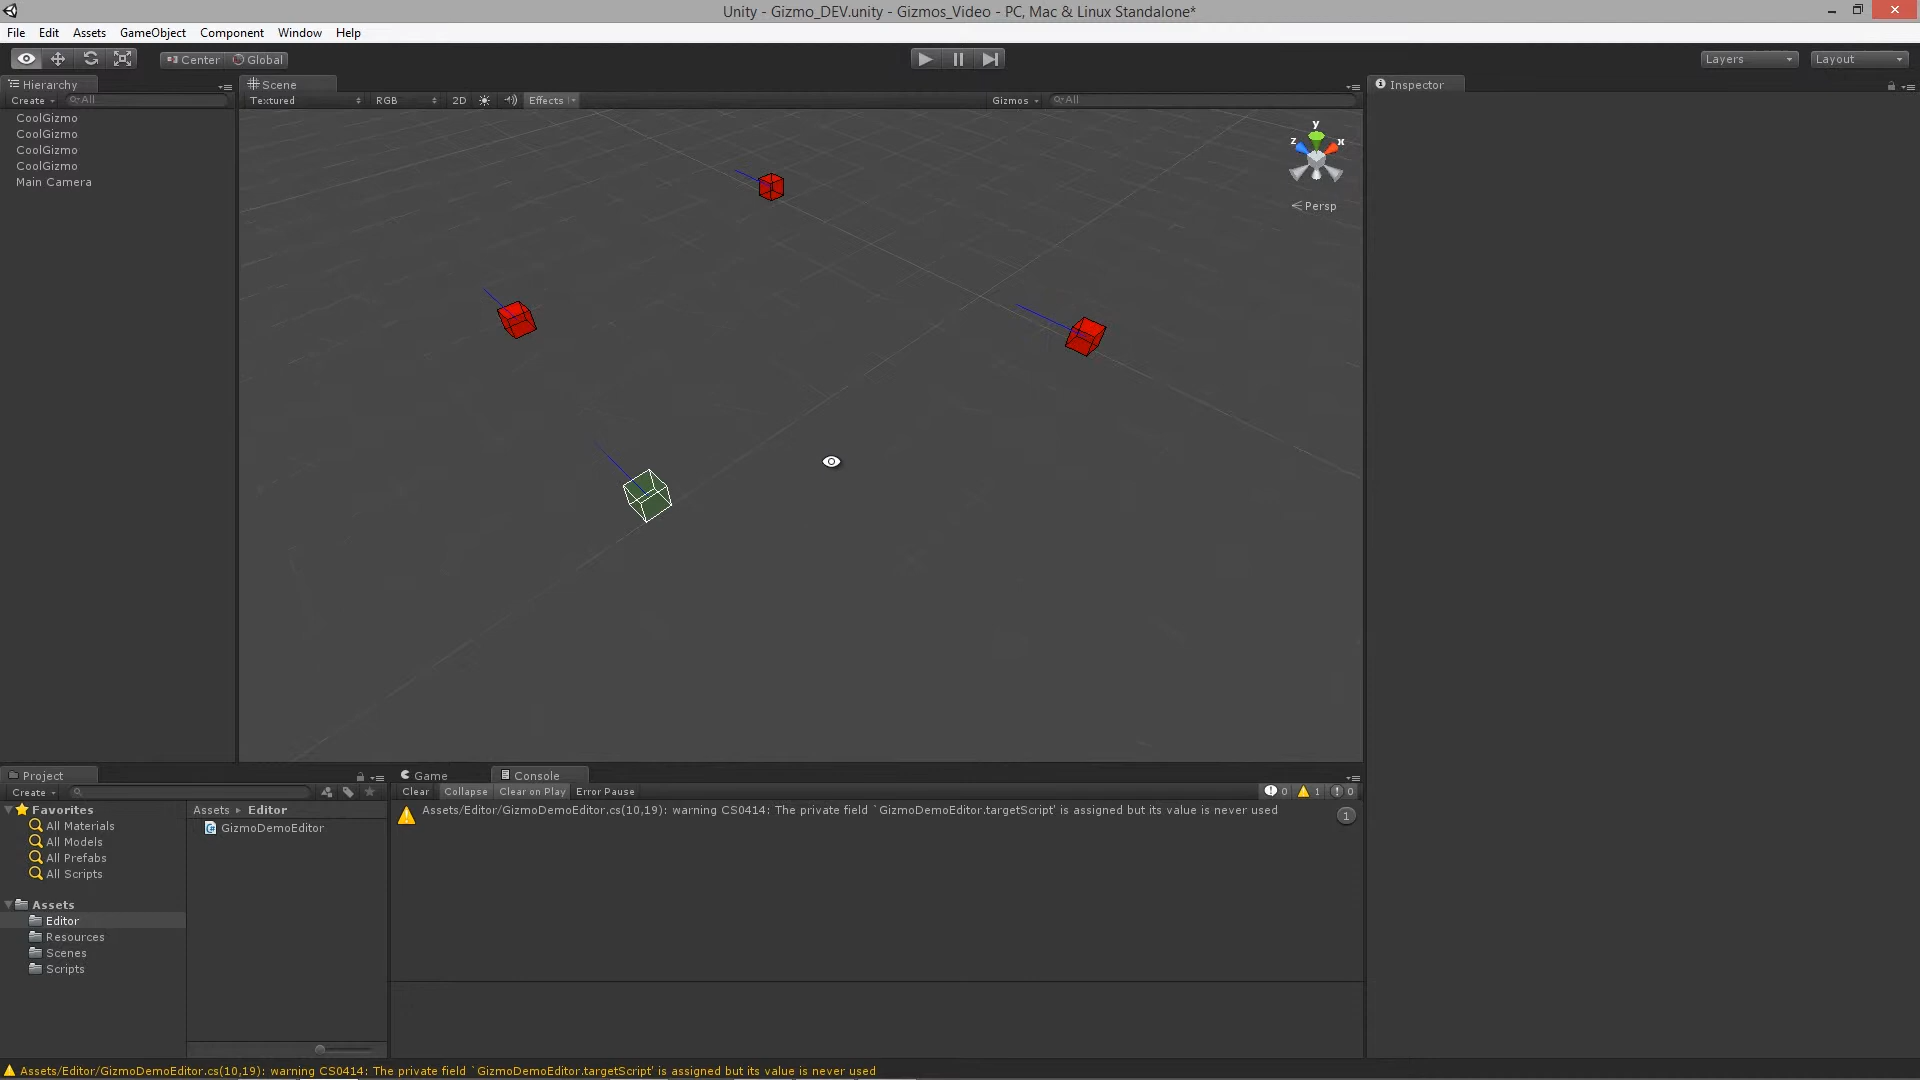 Unity - Gizmo_DEV.unity - Gizmos_Video - PC, Mac & Linux Standalone*
File Edit Assets GameObject Component Window Help
Center Global
Layers
Layout
Hierarchy
Create All
CoolGizmo
CoolGizmo
CoolGizmo
CoolGizmo
Main Camera
Scene
Textured RGB 2D Effects Gizmos All
y
z x
Persp
Inspector
Project
Create
Favorites
All Materials
All Models
All Prefabs
All Scripts
Assets
Editor
Resources
Scenes
Scripts
Assets Editor
GizmoDemoEditor
Game Console
Clear Collapse Clear on Play Error Pause 0 1 0
Assets/Editor/GizmoDemoEditor.cs(10,19): warning CS0414: The private field `GizmoDemoEditor.targetScript' is assigned but its value is never used
1
Assets/Editor/GizmoDemoEditor.cs(10,19): warning CS0414: The private field `GizmoDemoEditor.targetScript' is assigned but its value is never used